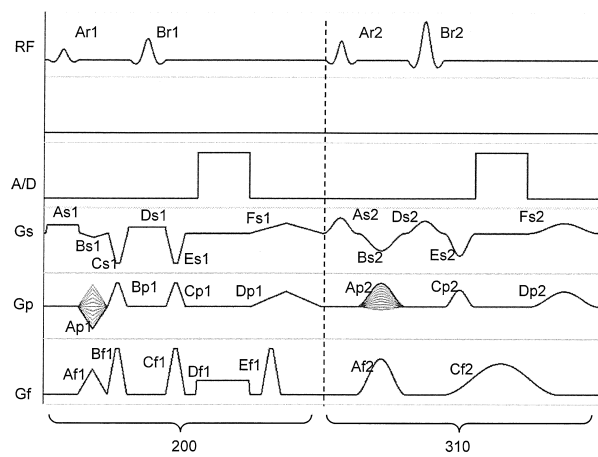 Ar1 Br1 Ar2 Br2
RF
A/D
As1 Ds1 Fs1 As2 Ds2 Fs2
Gs
Bs1 Cs1 Es1 Bs2 Es2
Bp1 Cp1 Dp1 Ap2 Cp2 Dp2
Gp
Ap1
Bf1 Cf1 Ef1 Af2 Cf2
Af1 Df1
Gf
200 310